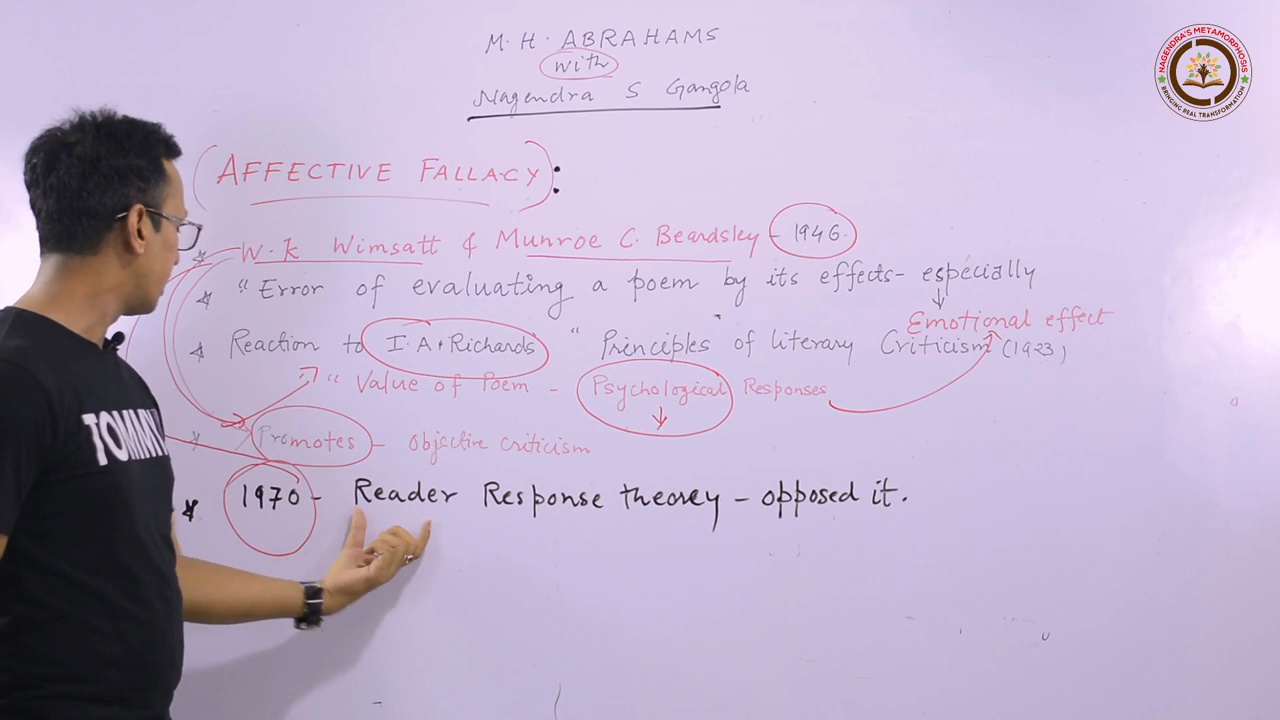 M. H. ABRAHAMS
with
Nagendra S Gangola
NAGENDRA'S METAMORPHOSIS
BRINGING REAL TRANSFORMATION
(AFFECTIVE FALLACY):
W. k Wimsatt & Munroe C. Beardsley - 1946.
"Error of evaluating a poem by its effects - especially
Emotional effect
Reaction to I. A. Richards "Principles of literary Criticism (1923)
"Value of Poem - Psychological Responses
Promotes - Objective criticism
1970 - Reader Response theorey - opposed it.
TOMMY